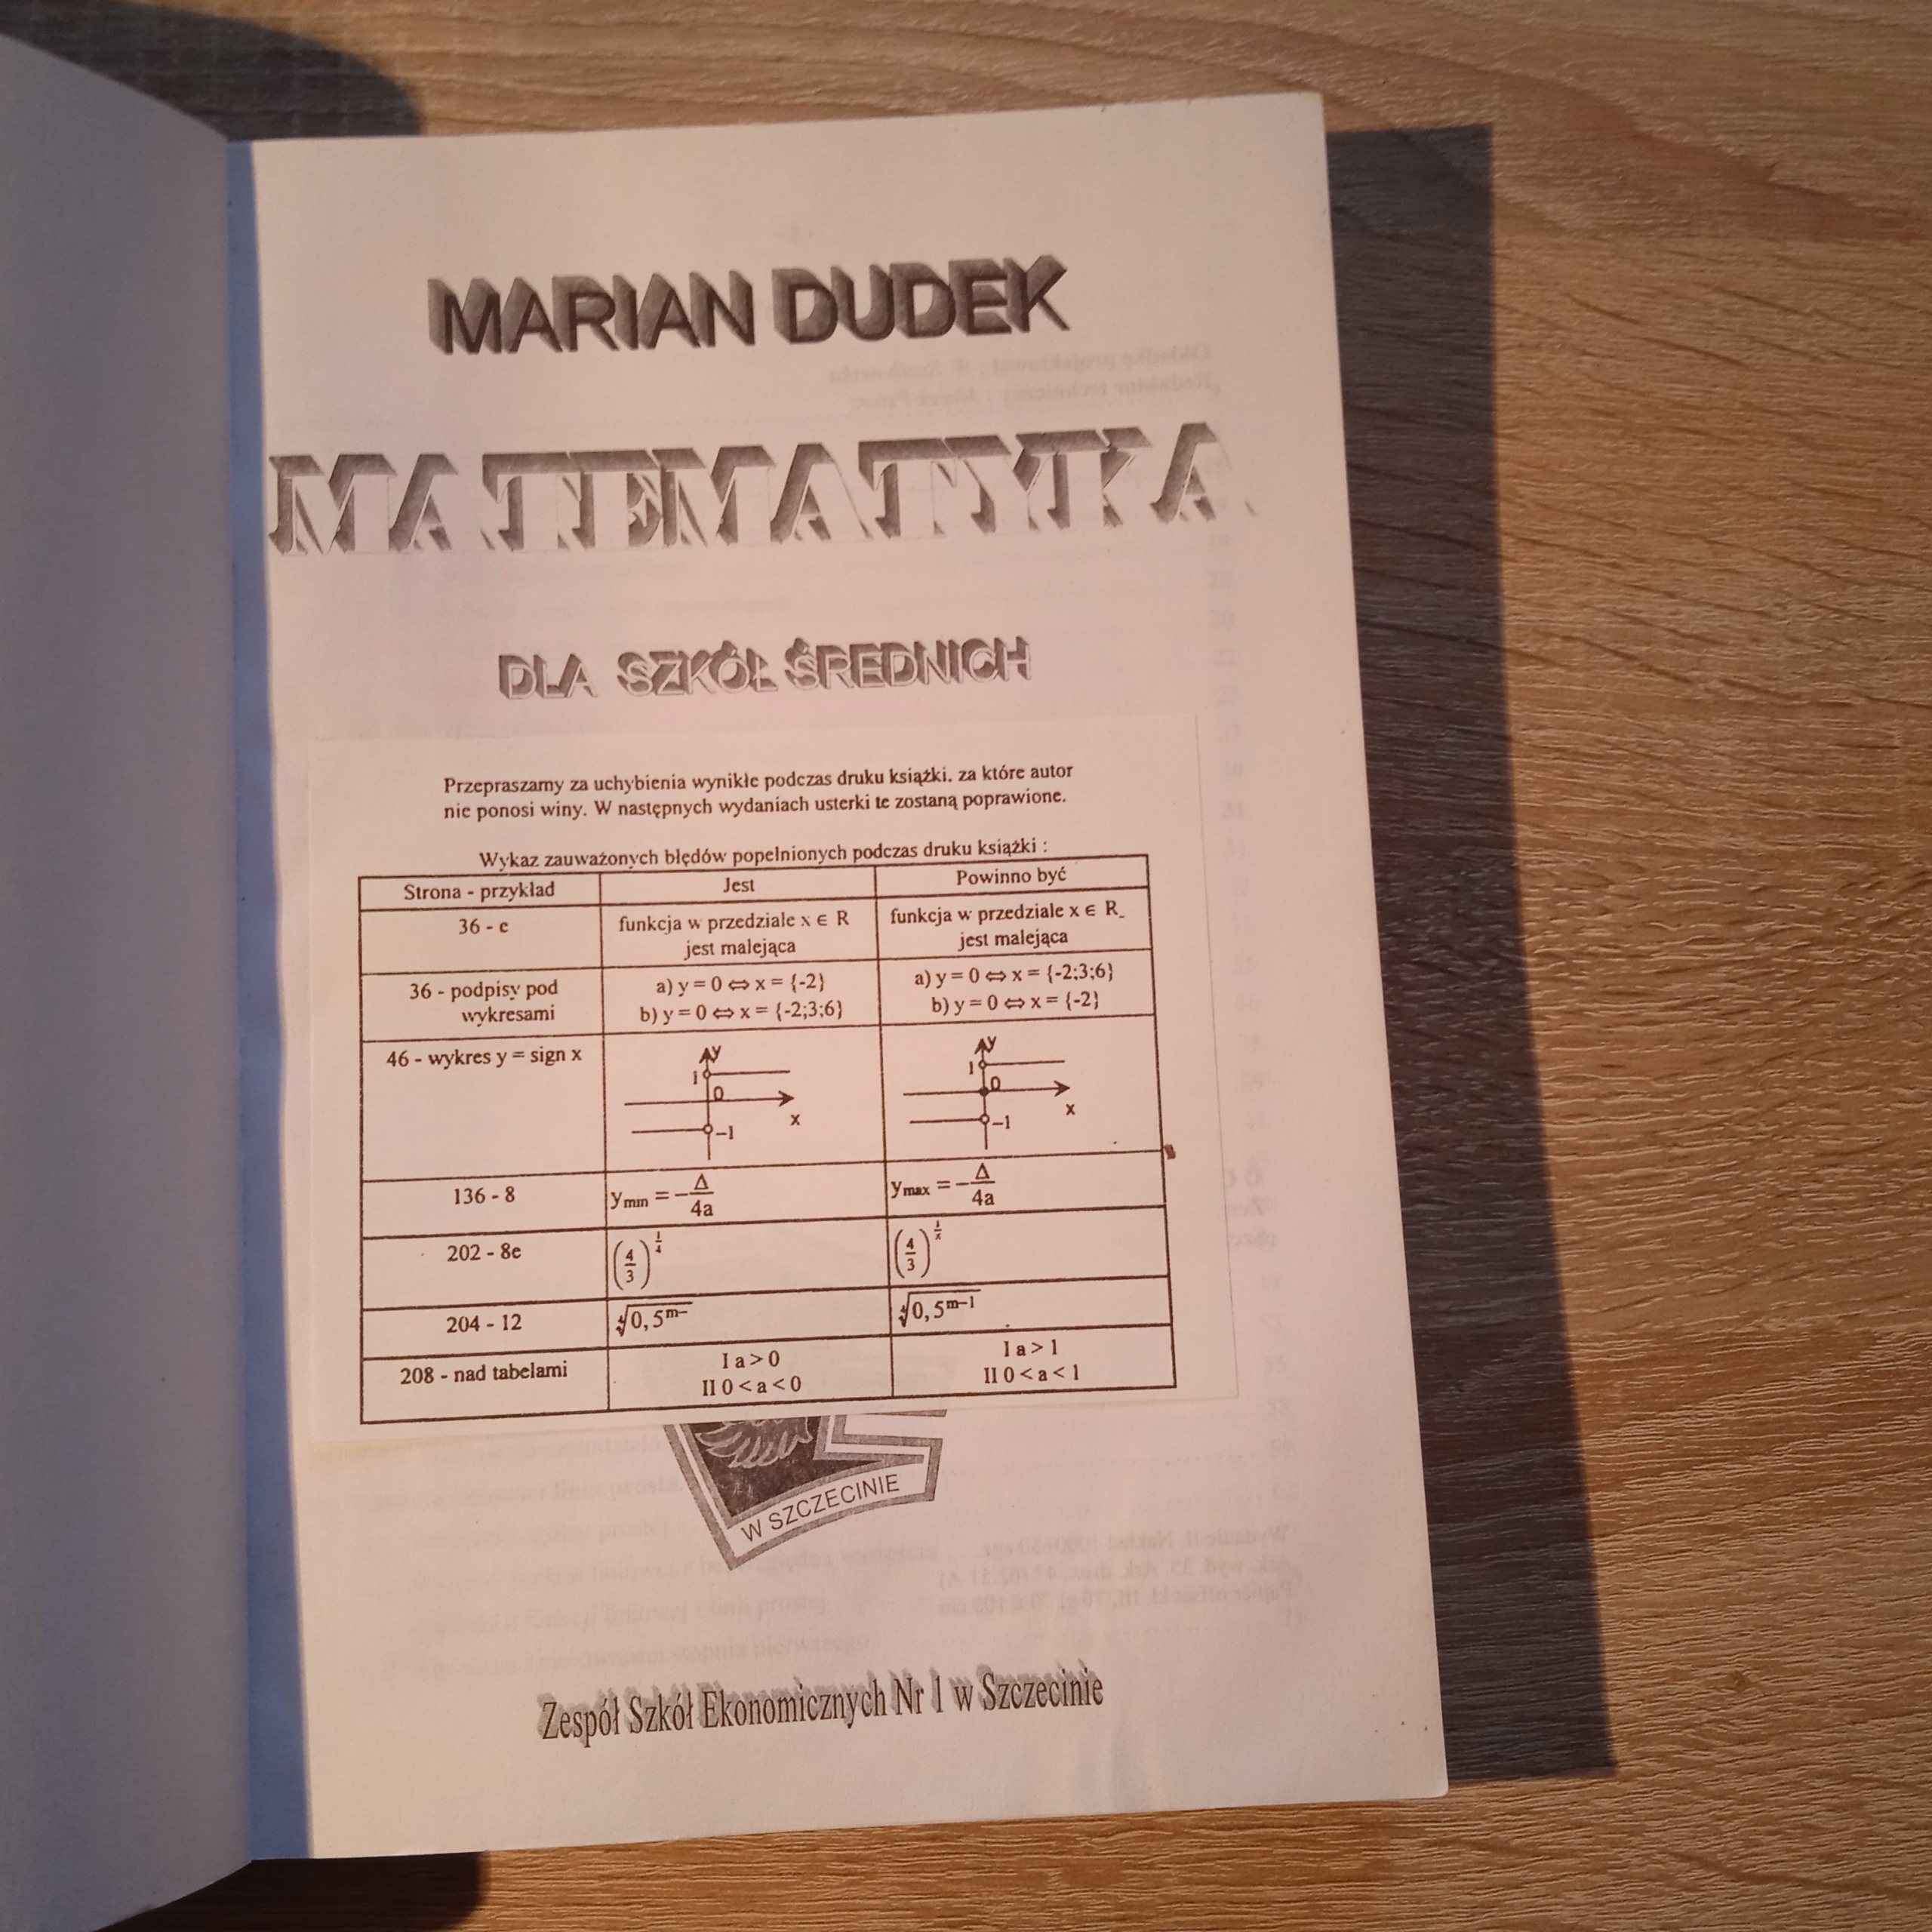 MARIAN DUDEK
MATEMATYKA
DLA SZKÓŁ ŚREDNICH
Przepraszamy za uchybienia wynikłe podczas druku książki. za które autor
nie ponosi winy. W następnych wydaniach usterki te zostaną poprawione.
Wykaz zauważonych błędów popełnionych podczas druku książki :
Strona - przykład Jest Powinno być
36 - c funkcja w przedziale x ∈ R funkcja w przedziale x ∈ R_
jest malejąca jest malejąca
36 - podpisy pod a) y = 0 ⇔ x = {-2} a) y = 0 ⇔ x = {-2;3;6}
wykresami b) y = 0 ⇔ x = {-2;3;6} b) y = 0 ⇔ x = {-2}
46 - wykres y = sign x y 1 0 x -1 y 1 0 x -1
136 - 8 y min = -Δ/4a y max = -Δ/4a
202 - 8e (4/3)^(1/4) (4/3)^(1/x)
204 - 12 ∜0,5^(m-) ∜0,5^(m-1)
208 - nad tabelami I a > 0 I a > 1
II 0 < a < 0 II 0 < a < 1
W SZCZECINIE
Zespół Szkół Ekonomicznych Nr 1 w Szczecinie